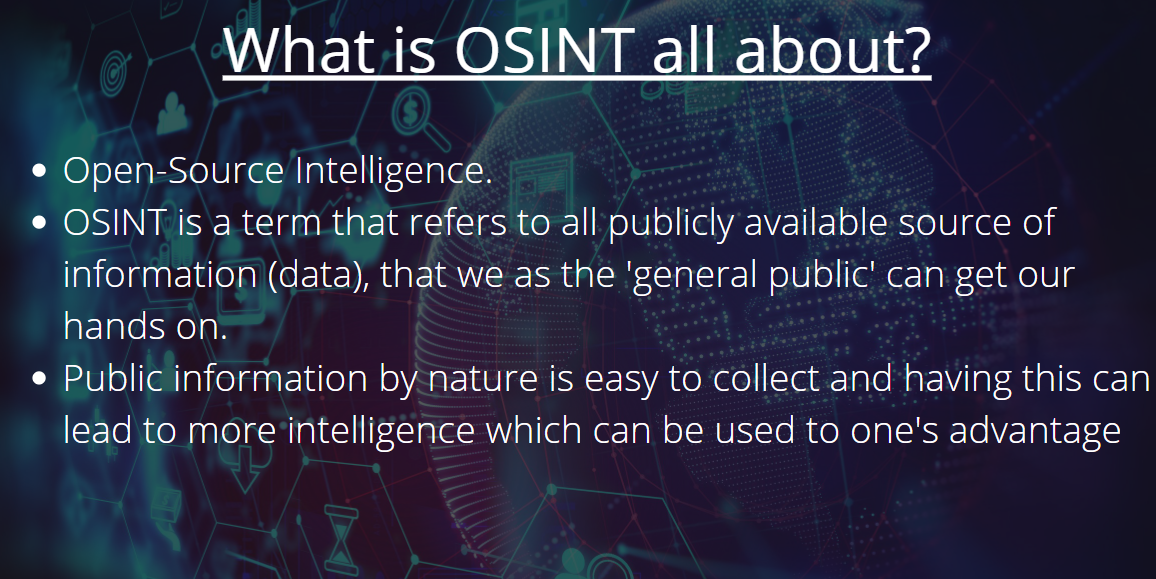 What is OSINT all about?
• Open-Source Intelligence.
• OSINT is a term that refers to all publicly available source of
information (data), that we as the 'general public' can get our
hands on.
• Public information by nature is easy to collect and having this can
lead to more intelligence which can be used to one's advantage